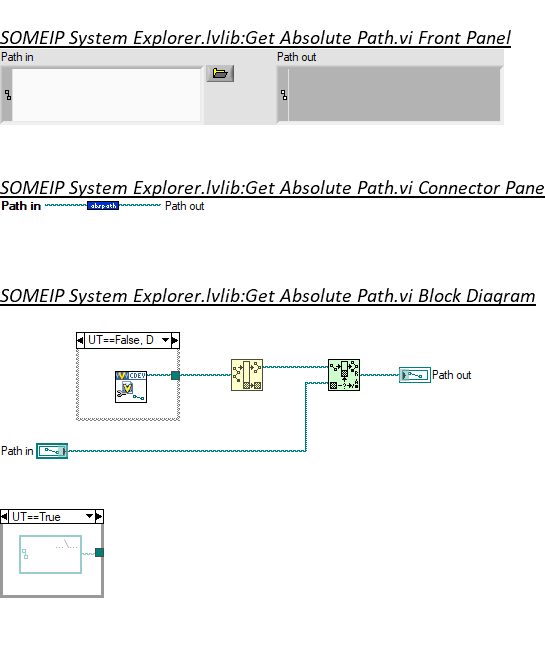 SOMEIP System Explorer.lvlib:Get Absolute Path.vi Front Panel
Path in
Path out
SOMEIP System Explorer.lvlib:Get Absolute Path.vi Connector Pane
Path in
abspath
Path out
SOMEIP System Explorer.lvlib:Get Absolute Path.vi Block Diagram
UT==False, D
CDEV
Path out
Path in
UT==True